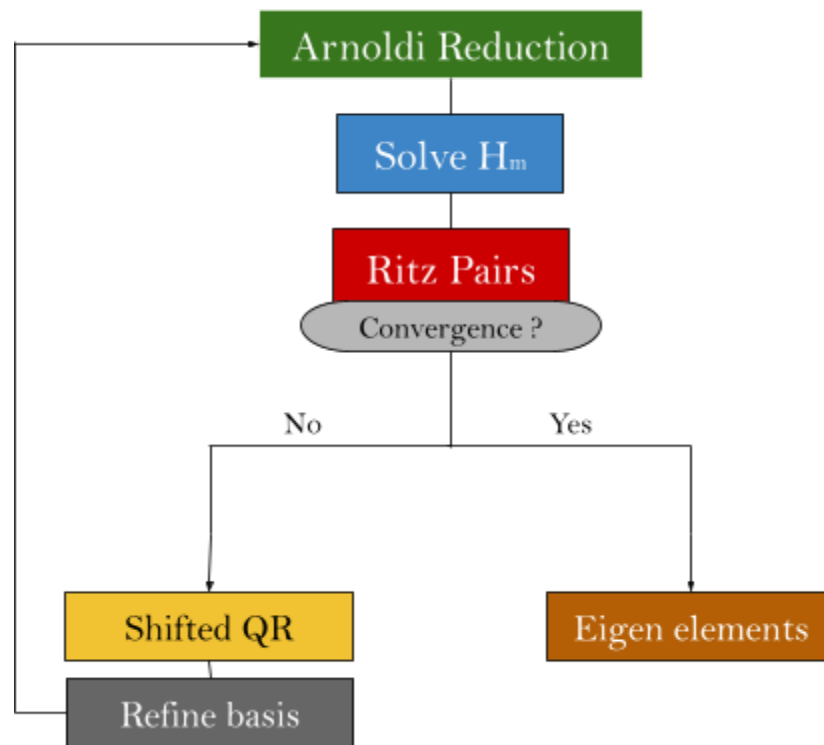 Arnoldi Reduction
Solve Hₘ
Ritz Pairs
Convergence ?
No
Yes
Shifted QR
Eigen elements
Refine basis